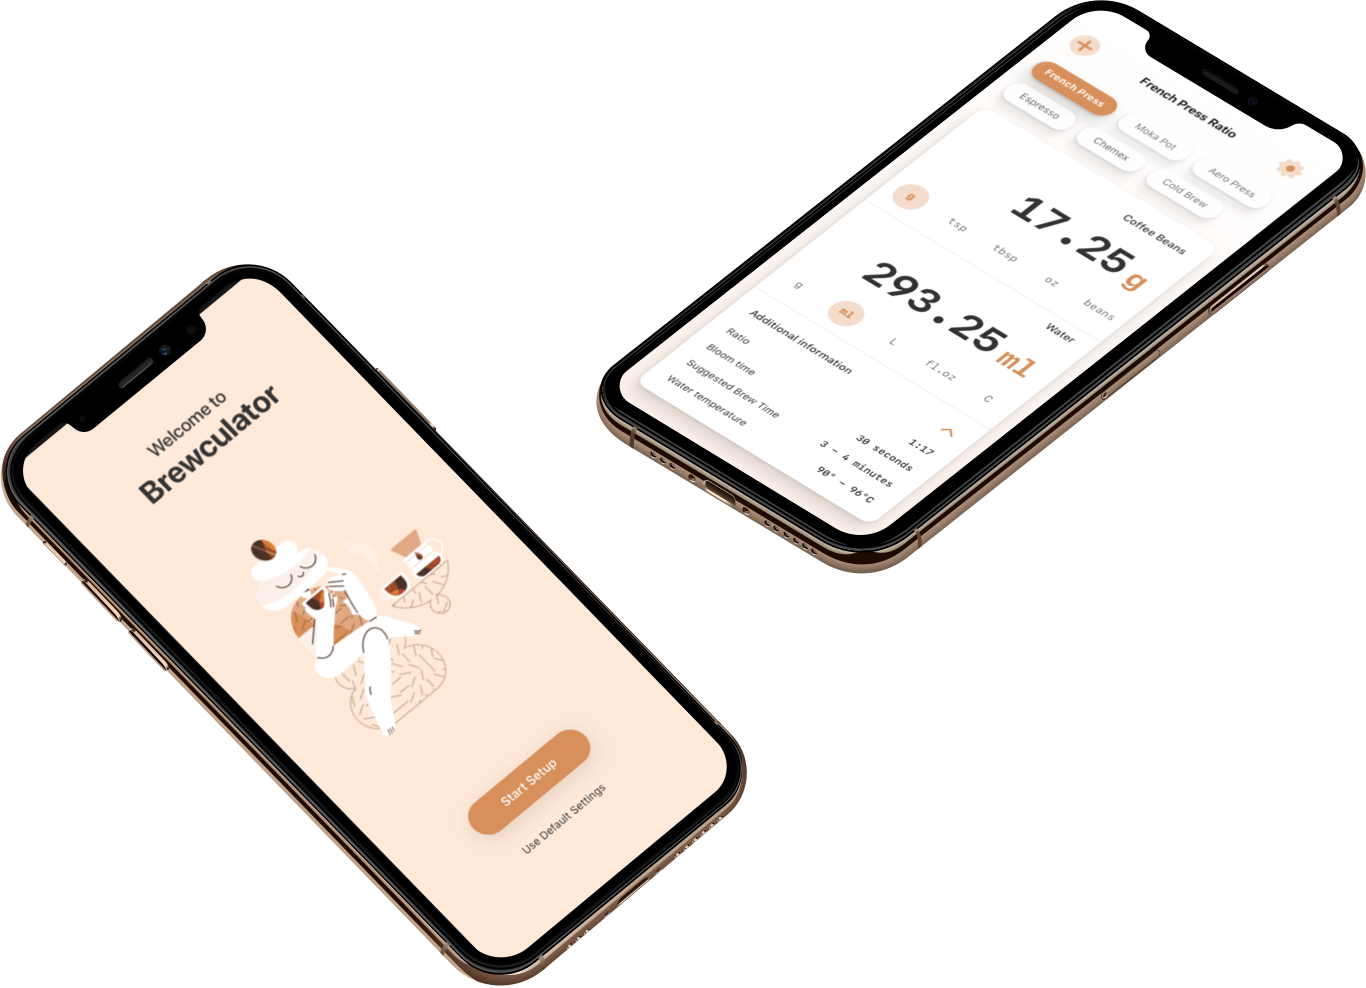 Welcome to
Brewculator
Start Setup
Use Default Settings
French Press Ratio
French Press
Moka Pot
Aero Press
Espresso
Chemex
Cold Brew
Coffee Beans
17.25g
g tsp tbsp oz beans
Water
293.25ml
g ml L fl.oz C
Additional information
Ratio 1:17
Bloom time 30 seconds
Suggested Brew Time 3 – 4 minutes
Water temperature 90° – 96°C